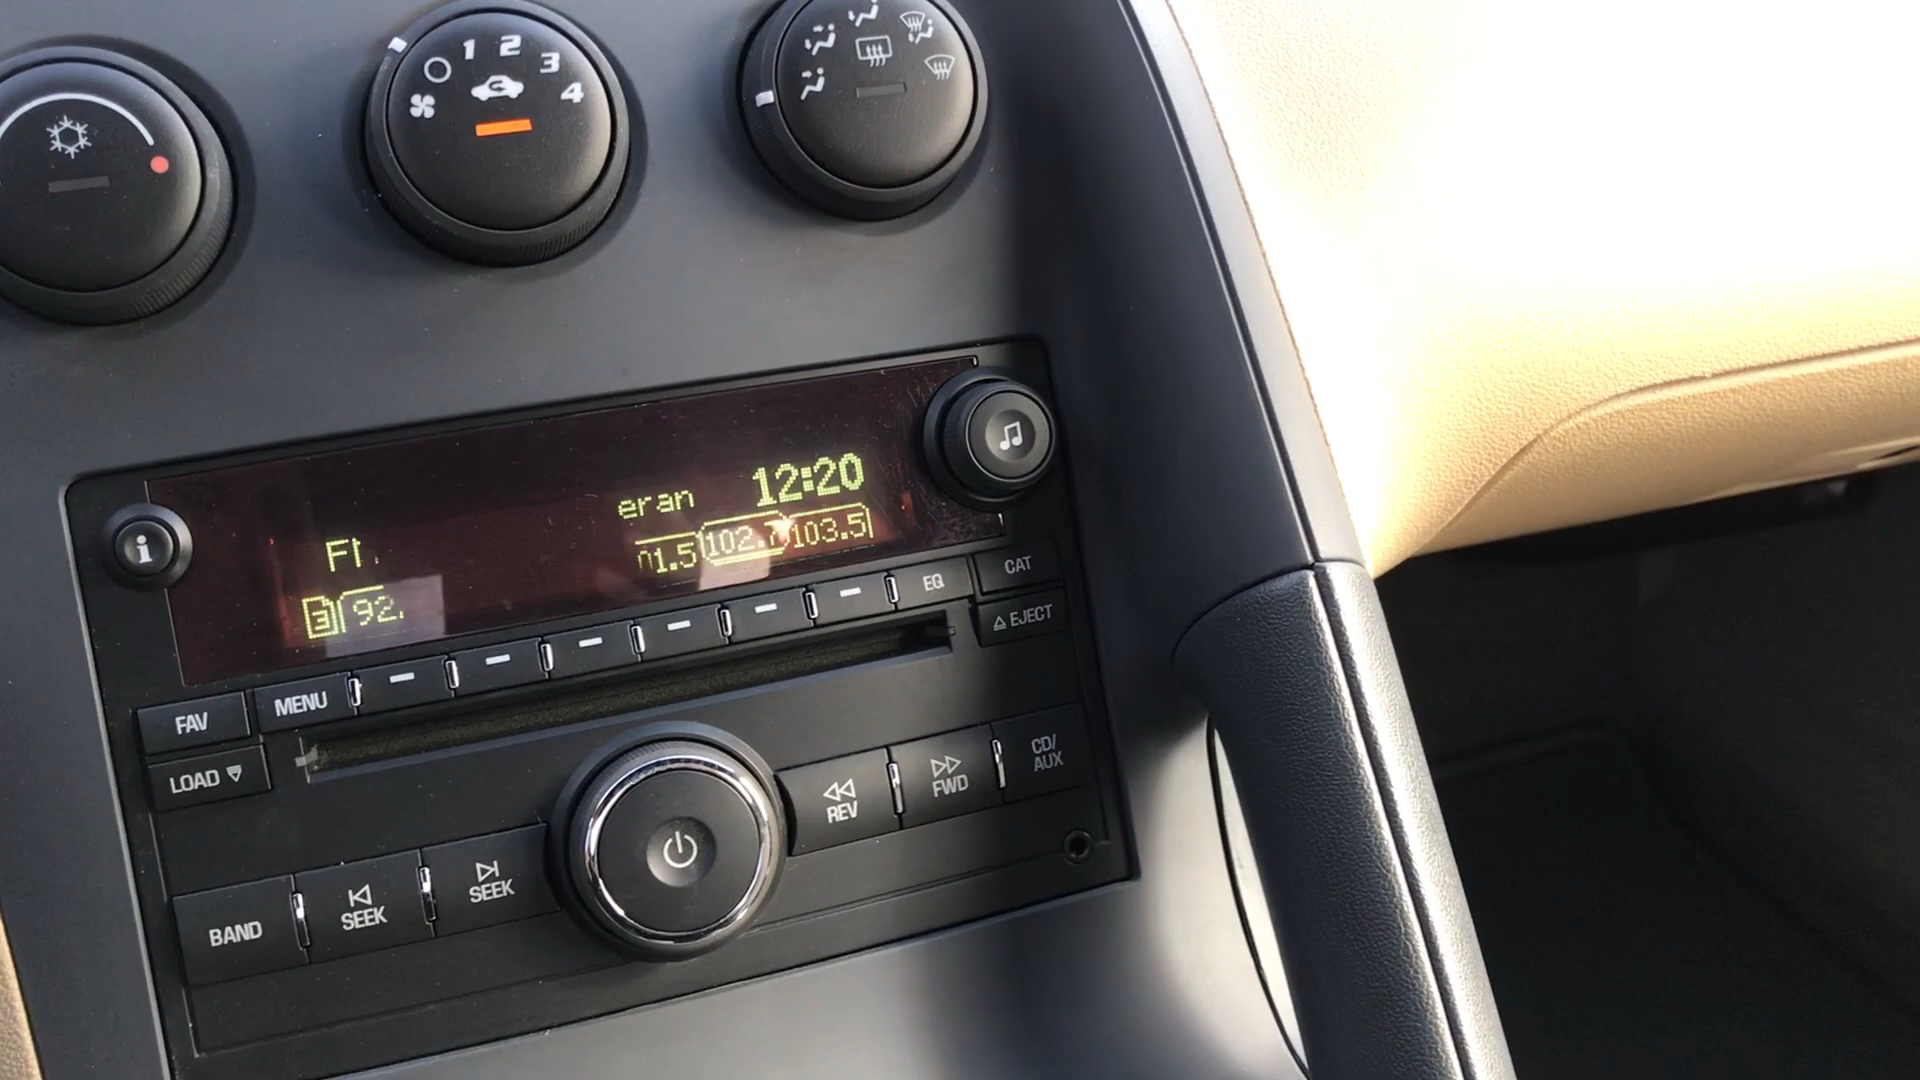 1 2 3 4
12:20
eran
FI
01.5 102.7 103.5
3 92.
CAT
EQ
EJECT
MENU
FAV
LOAD
CD/
AUX
FWD
REV
SEEK
SEEK
BAND